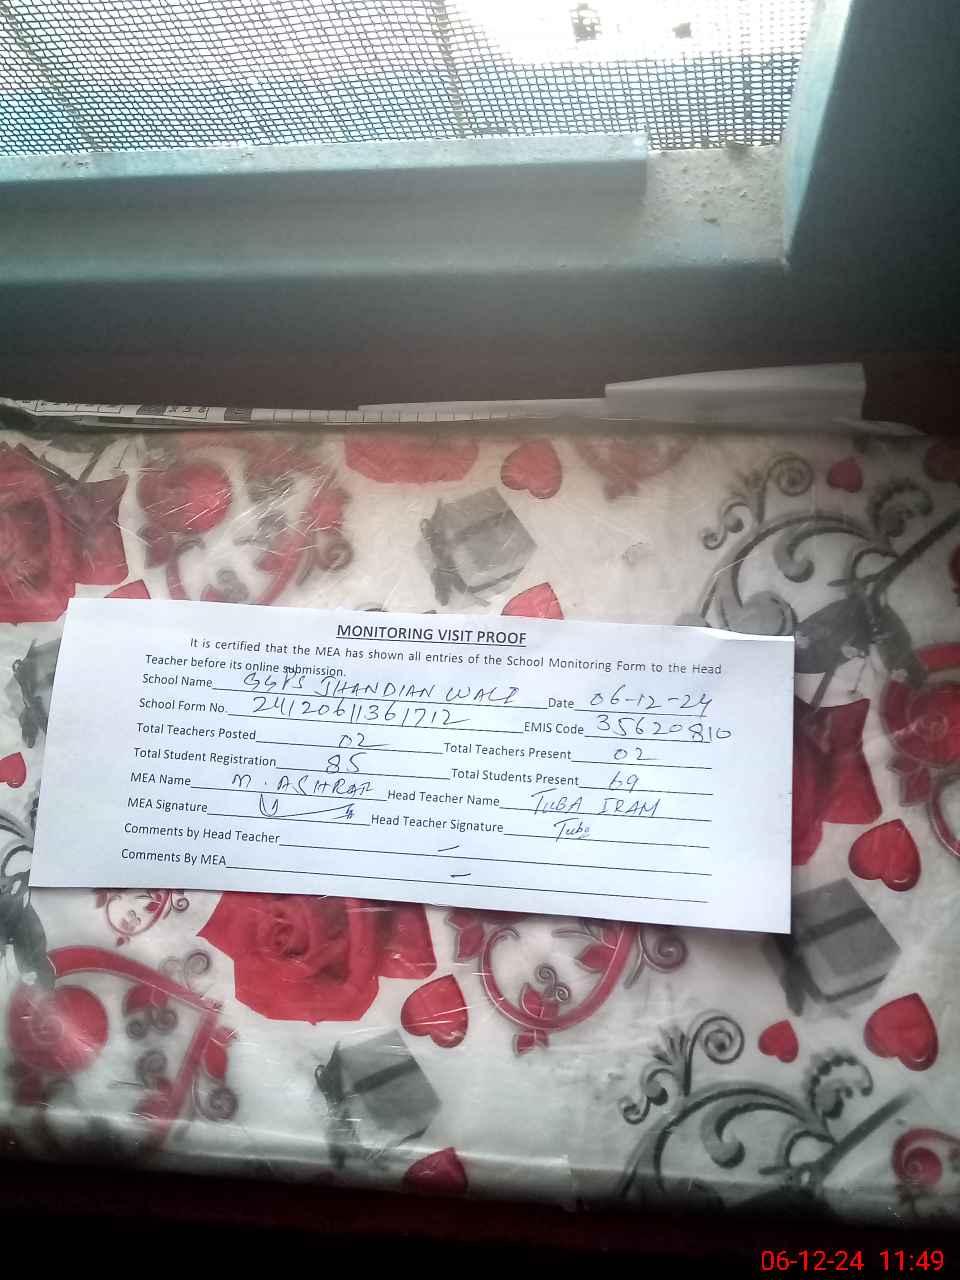 MONITORING VISIT PROOF
It is certified that the MEA has shown all entries of the School Monitoring Form to the Head
Teacher before its online submission.
School Name GGPS JHANDIAN WALI Date 06-12-24
School Form No. 24120611361712 EMIS Code 35620810
Total Teachers Posted 02 Total Teachers Present 02
Total Student Registration 85 Total Students Present 69
MEA Name M. ASHRAF Head Teacher Name TUBA IRAM
MEA Signature Head Teacher Signature Tuba
Comments by Head Teacher —
Comments By MEA —
06-12-24 11:49